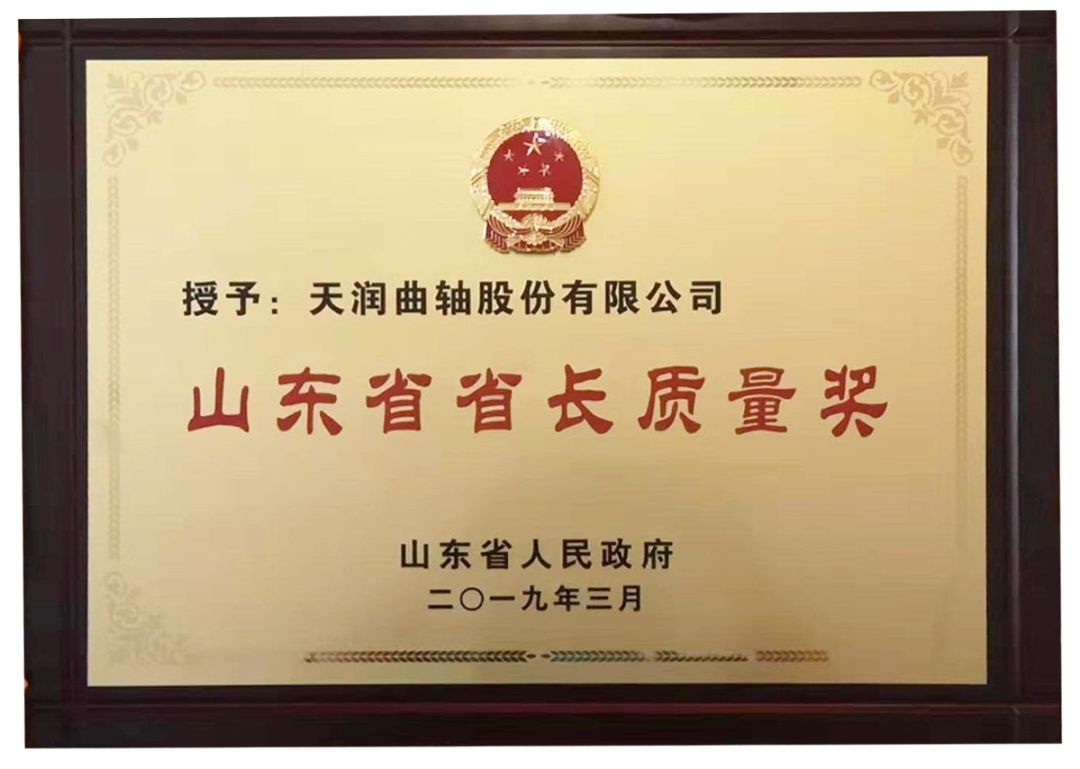 授予：天润曲轴股份有限公司
山东省省长质量奖
山东省人民政府
二〇一九年三月